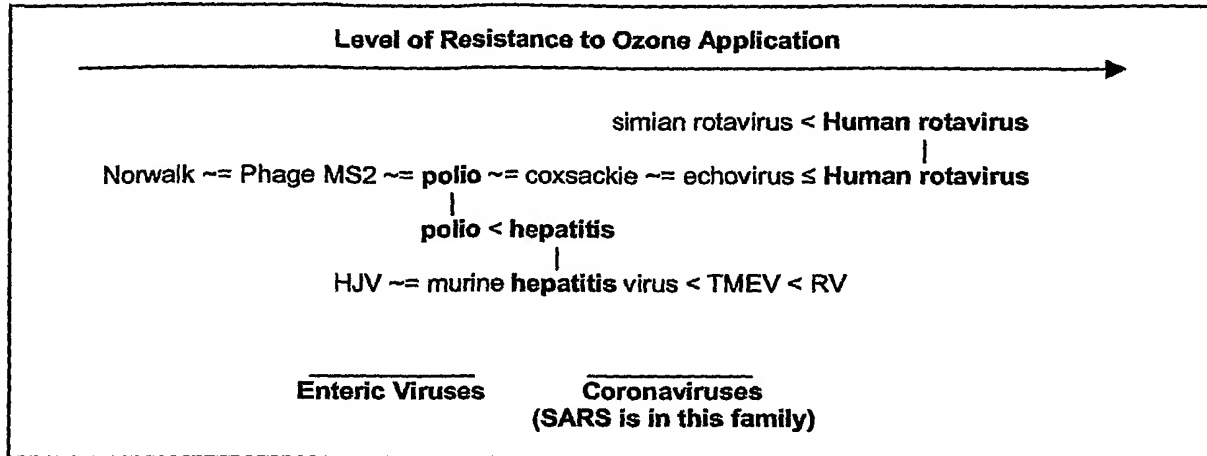 Level of Resistance to Ozone Application
simian rotavirus < Human rotavirus
Norwalk ~= Phage MS2 ~= polio ~= coxsackie ~= echovirus ≤ Human rotavirus
polio < hepatitis
HJV ~= murine hepatitis virus < TMEV < RV
Enteric Viruses Coronaviruses
(SARS is in this family)